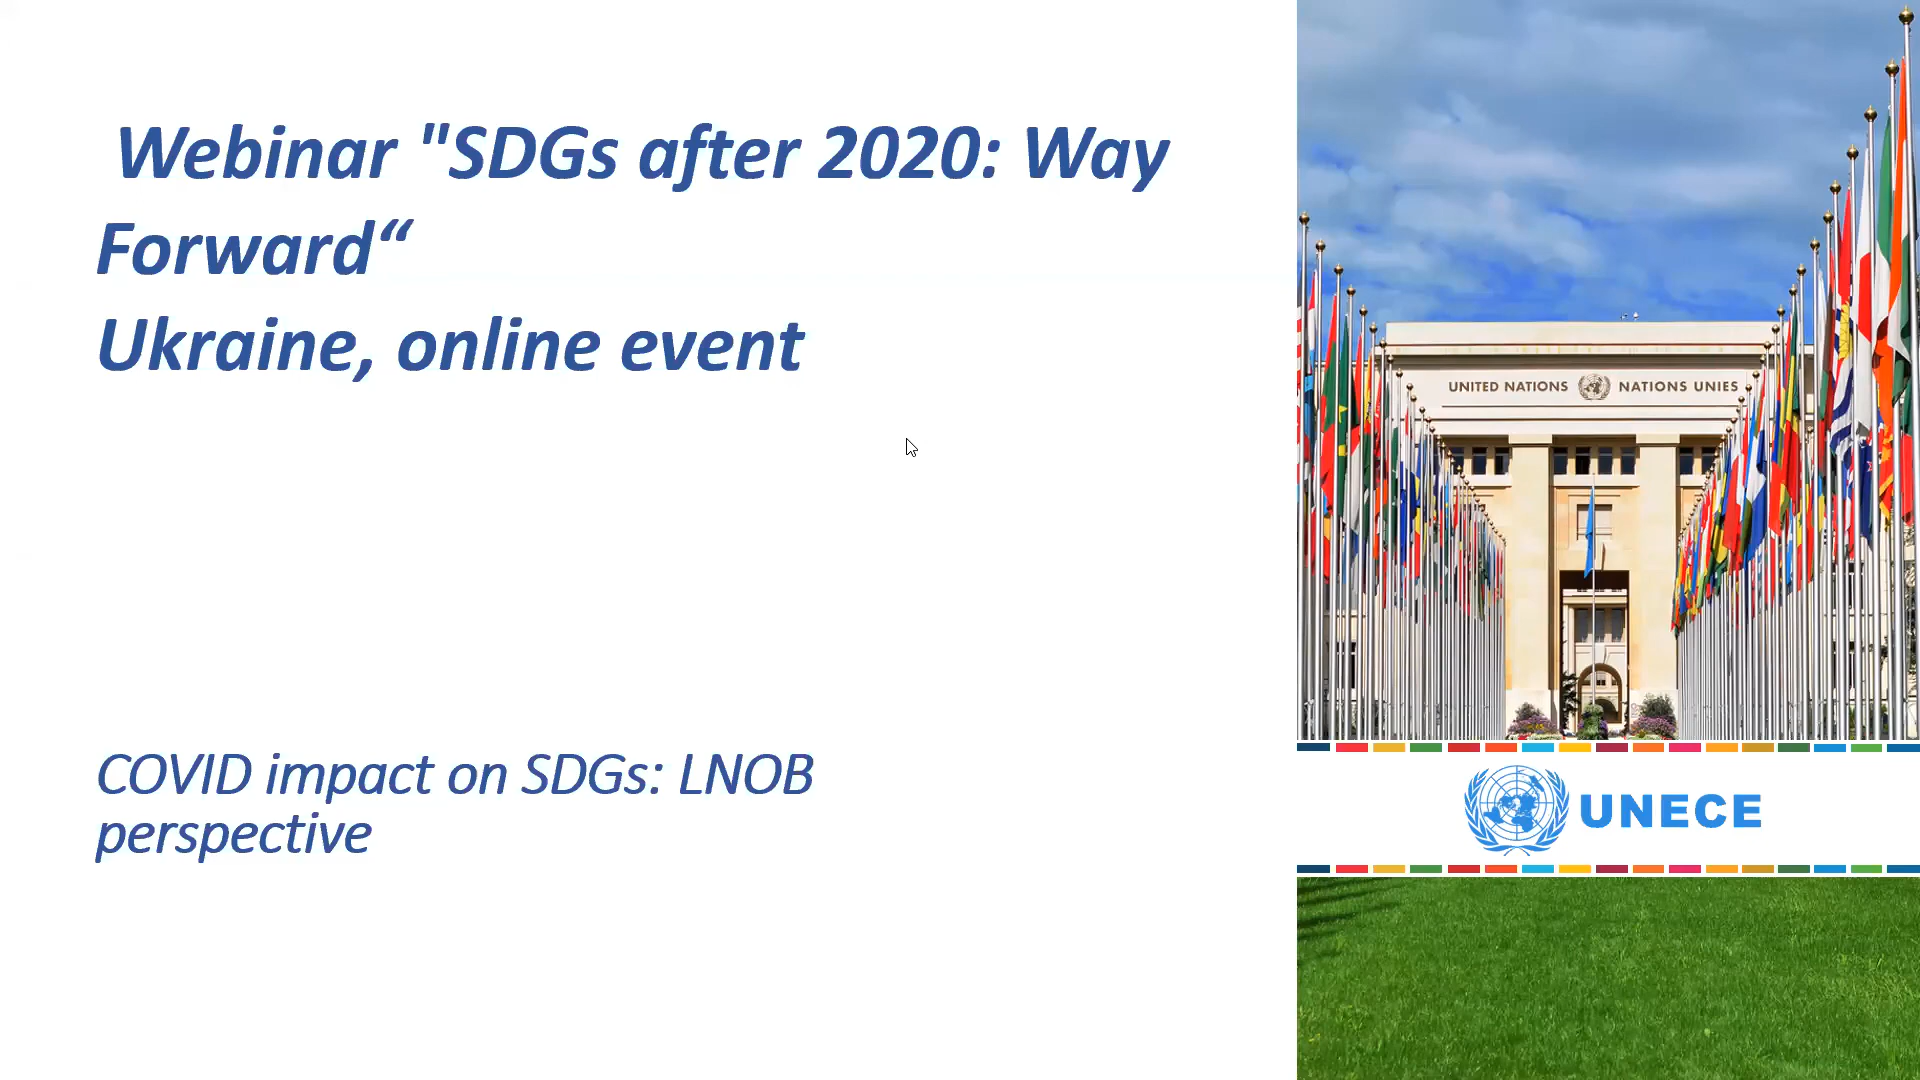 Webinar "SDGs after 2020: Way
Forward“
Ukraine, online event
COVID impact on SDGs: LNOB
perspective
UNITED NATIONS NATIONS UNIES
UNECE